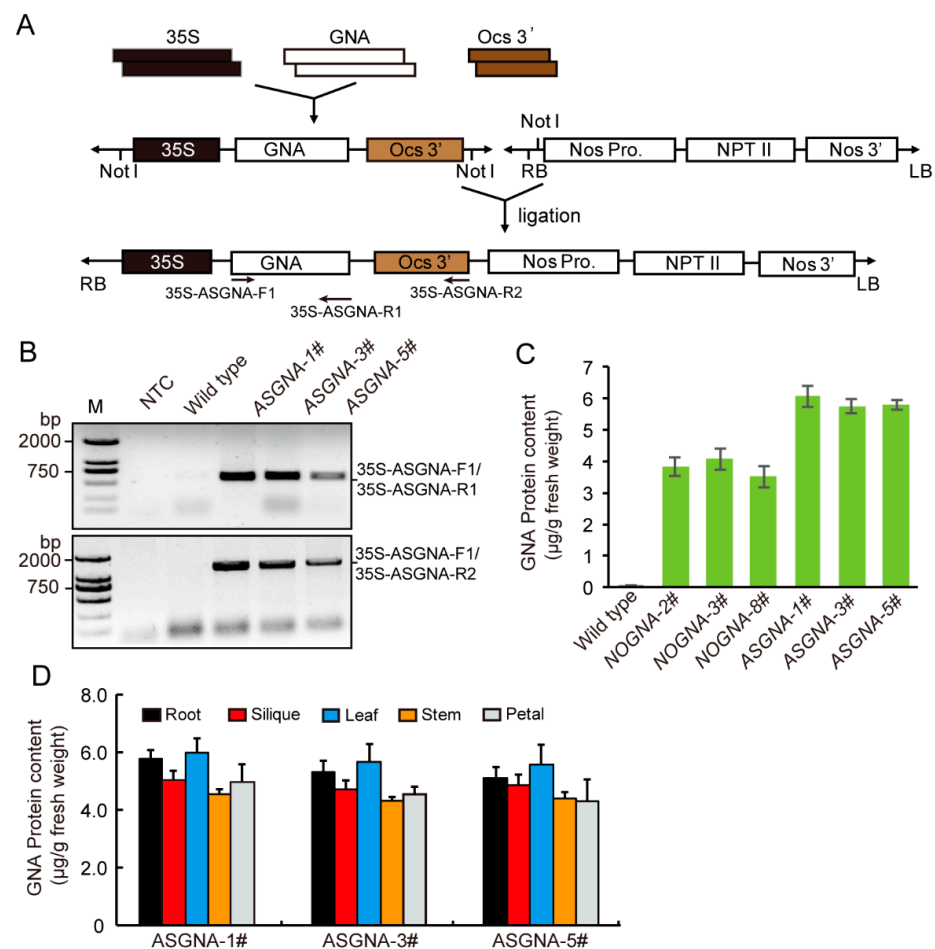 A
35S
GNA
Ocs 3'
Not I
35S
GNA
Ocs 3'
Nos Pro.
NPT II
Nos 3'
Not I
Not I
RB
LB
ligation
35S
GNA
Ocs 3'
Nos Pro.
NPT II
Nos 3'
RB
35S-ASGNA-F1
35S-ASGNA-R1
35S-ASGNA-R2
LB
B
M
NTC
Wild type
ASGNA-1#
ASGNA-3#
ASGNA-5#
bp
2000
750
35S-ASGNA-F1/
35S-ASGNA-R1
bp
2000
750
35S-ASGNA-F1/
35S-ASGNA-R2
C
GNA Protein content
(μg/g fresh weight)
7
6
5
4
3
2
1
0
Wild type
NOGNA-2#
NOGNA-3#
NOGNA-8#
ASGNA-1#
ASGNA-3#
ASGNA-5#
D
GNA Protein content
(μg/g fresh weight)
8.0
6.0
4.0
2.0
0
Root
Silique
Leaf
Stem
Petal
ASGNA-1#
ASGNA-3#
ASGNA-5#